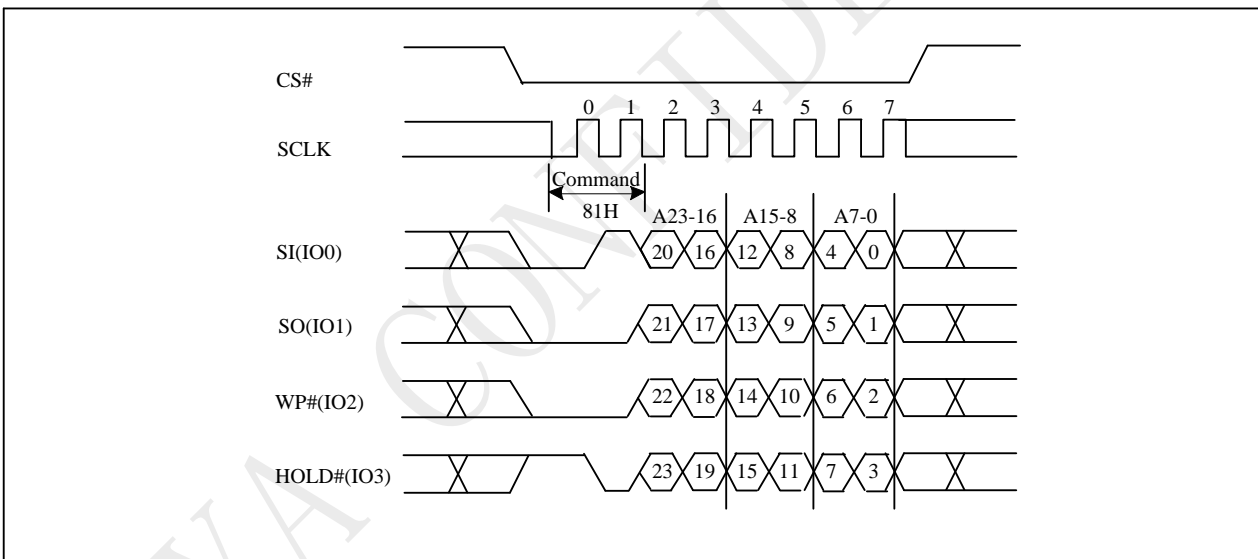 CS#
0 1 2 3 4 5 6 7
SCLK
Command
81H
A23-16 A15-8 A7-0
SI(IO0) 20 16 12 8 4 0
SO(IO1) 21 17 13 9 5 1
WP#(IO2) 22 18 14 10 6 2
HOLD#(IO3) 23 19 15 11 7 3